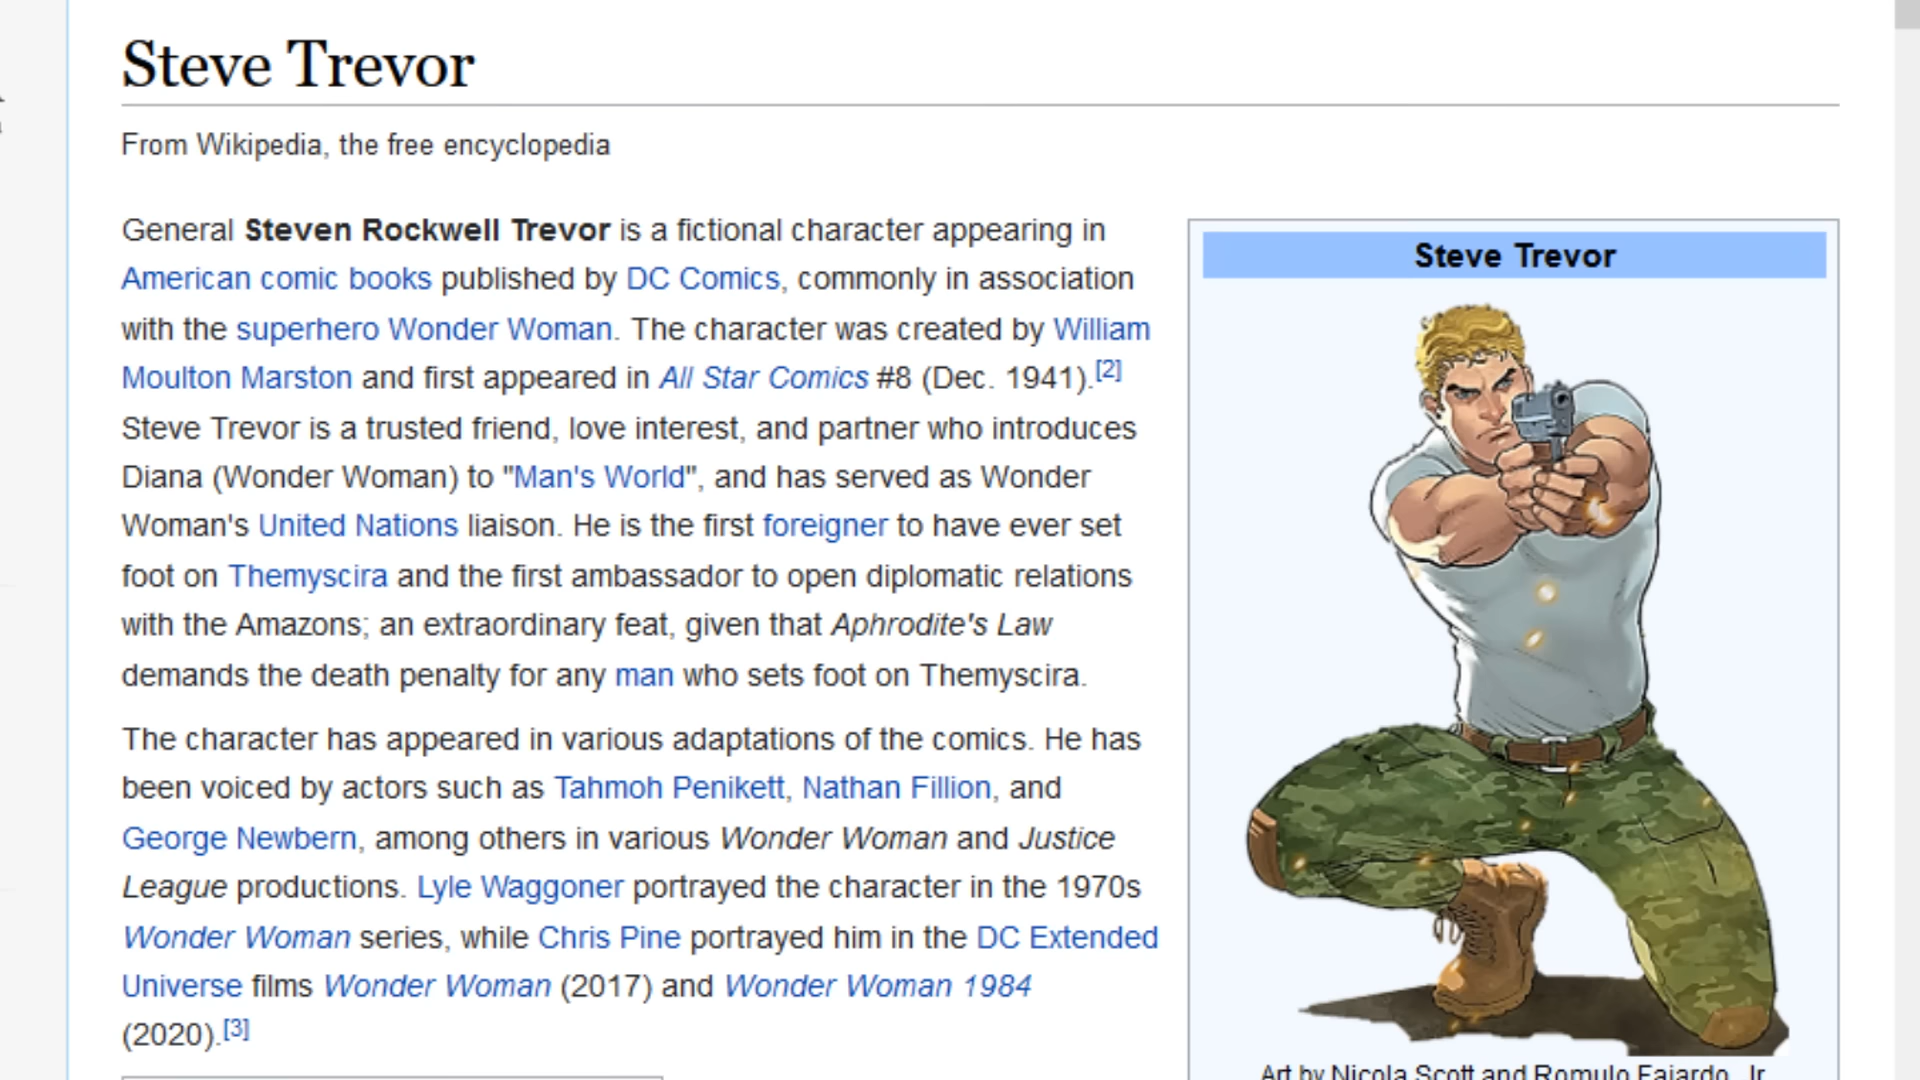 Steve Trevor
From Wikipedia, the free encyclopedia
General Steven Rockwell Trevor is a fictional character appearing in
American comic books published by DC Comics, commonly in association
with the superhero Wonder Woman. The character was created by William
Moulton Marston and first appeared in All Star Comics #8 (Dec. 1941).[2]
Steve Trevor is a trusted friend, love interest, and partner who introduces
Diana (Wonder Woman) to "Man's World", and has served as Wonder
Woman's United Nations liaison. He is the first foreigner to have ever set
foot on Themyscira and the first ambassador to open diplomatic relations
with the Amazons; an extraordinary feat, given that Aphrodite's Law
demands the death penalty for any man who sets foot on Themyscira.
The character has appeared in various adaptations of the comics. He has
been voiced by actors such as Tahmoh Penikett, Nathan Fillion, and
George Newbern, among others in various Wonder Woman and Justice
League productions. Lyle Waggoner portrayed the character in the 1970s
Wonder Woman series, while Chris Pine portrayed him in the DC Extended
Universe films Wonder Woman (2017) and Wonder Woman 1984
(2020).[3]
Steve Trevor
Art by Nicola Scott and Romulo Fajardo, Jr.